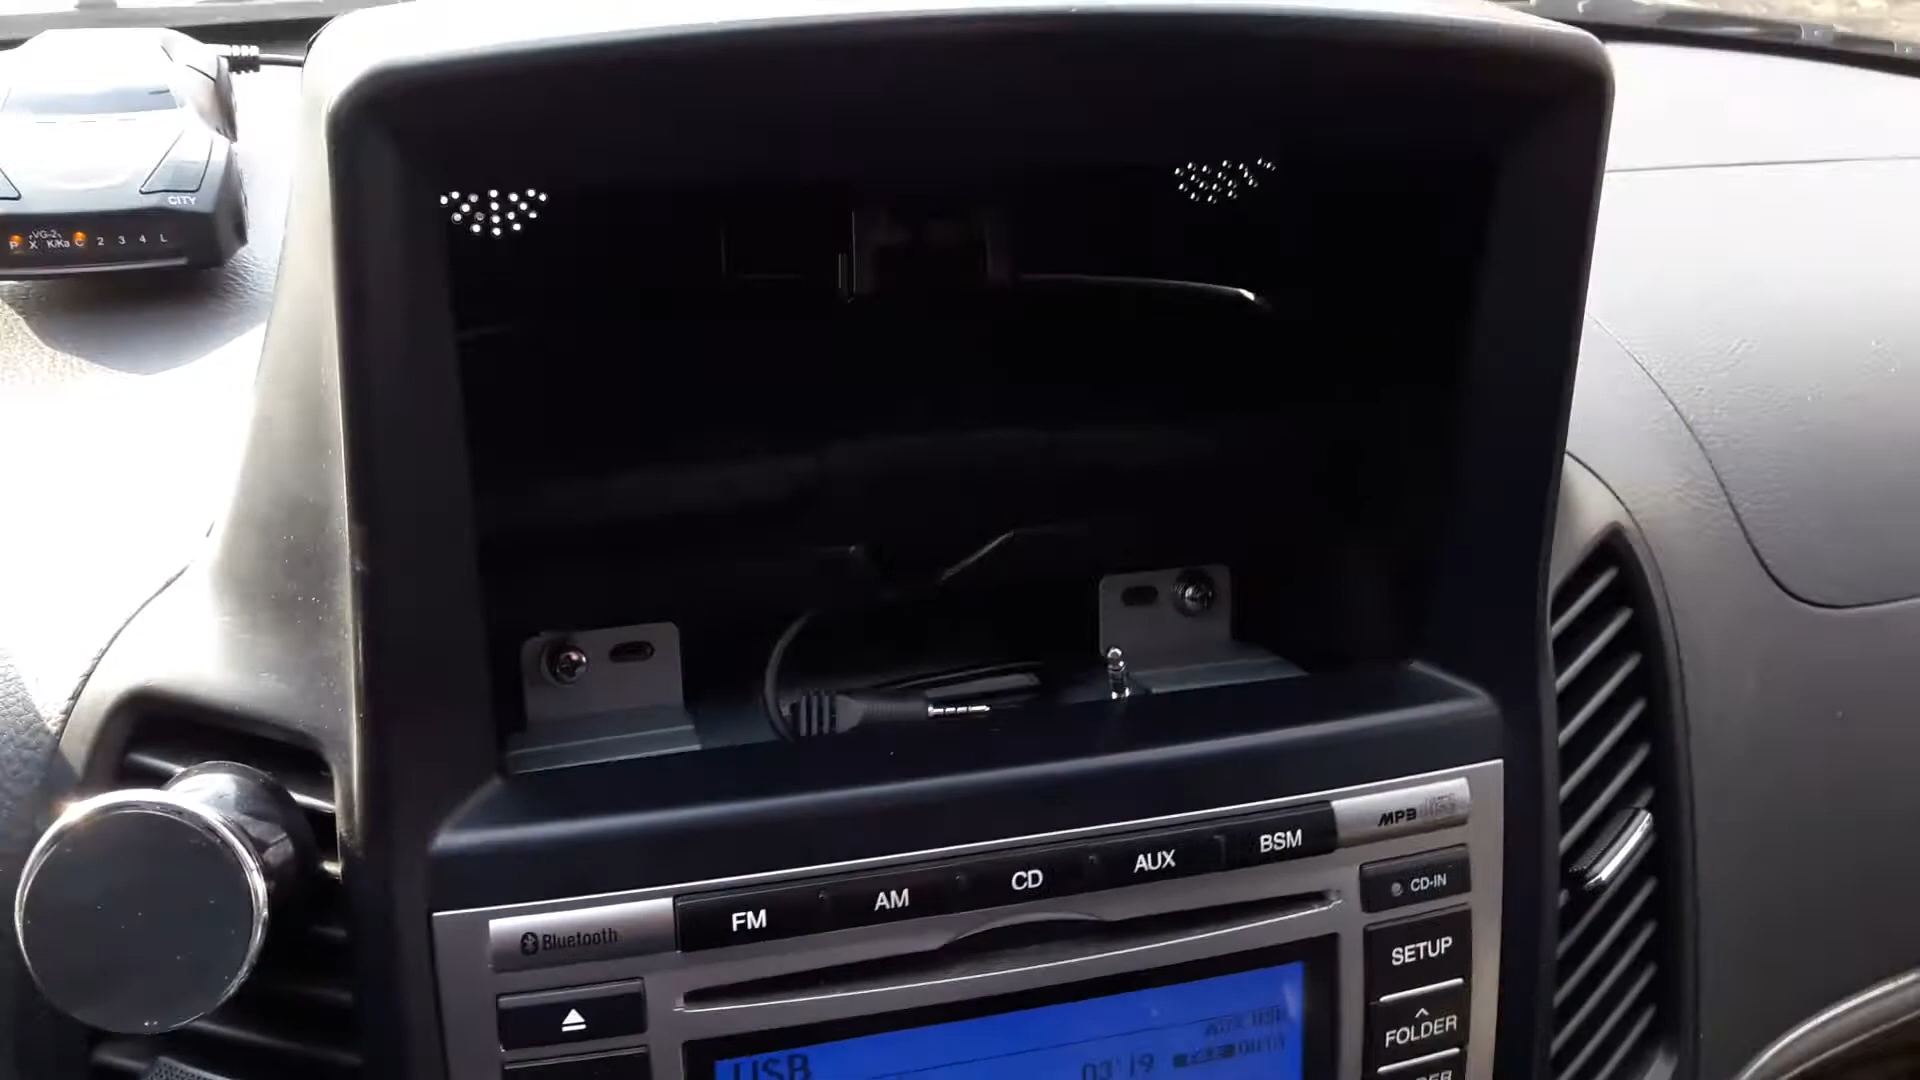 CITY
VG-2
P X K/Ka C 2 3 4 L
MP3
FM AM CD AUX BSM
Bluetooth
CD-IN
SETUP
FOLDER
USB
03'19